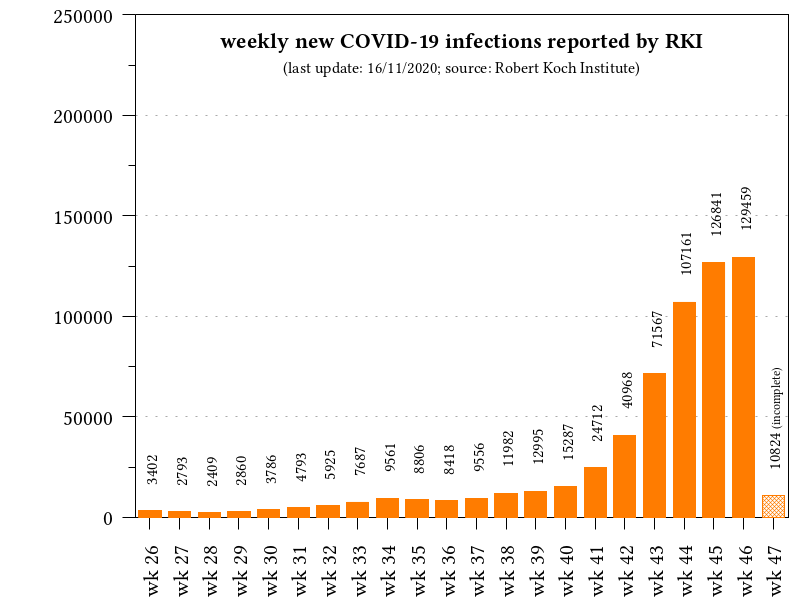 weekly new COVID-19 infections reported by RKI
(last update: 16/11/2020; source: Robert Koch Institute)
250000
200000
150000
100000
50000
0
3402
2793
2409
2860
3786
4793
5925
7687
9561
8806
8418
9556
11982
12995
15287
24712
40968
71567
107161
126841
129459
10824 (incomplete)
wk 26
wk 27
wk 28
wk 29
wk 30
wk 31
wk 32
wk 33
wk 34
wk 35
wk 36
wk 37
wk 38
wk 39
wk 40
wk 41
wk 42
wk 43
wk 44
wk 45
wk 46
wk 47